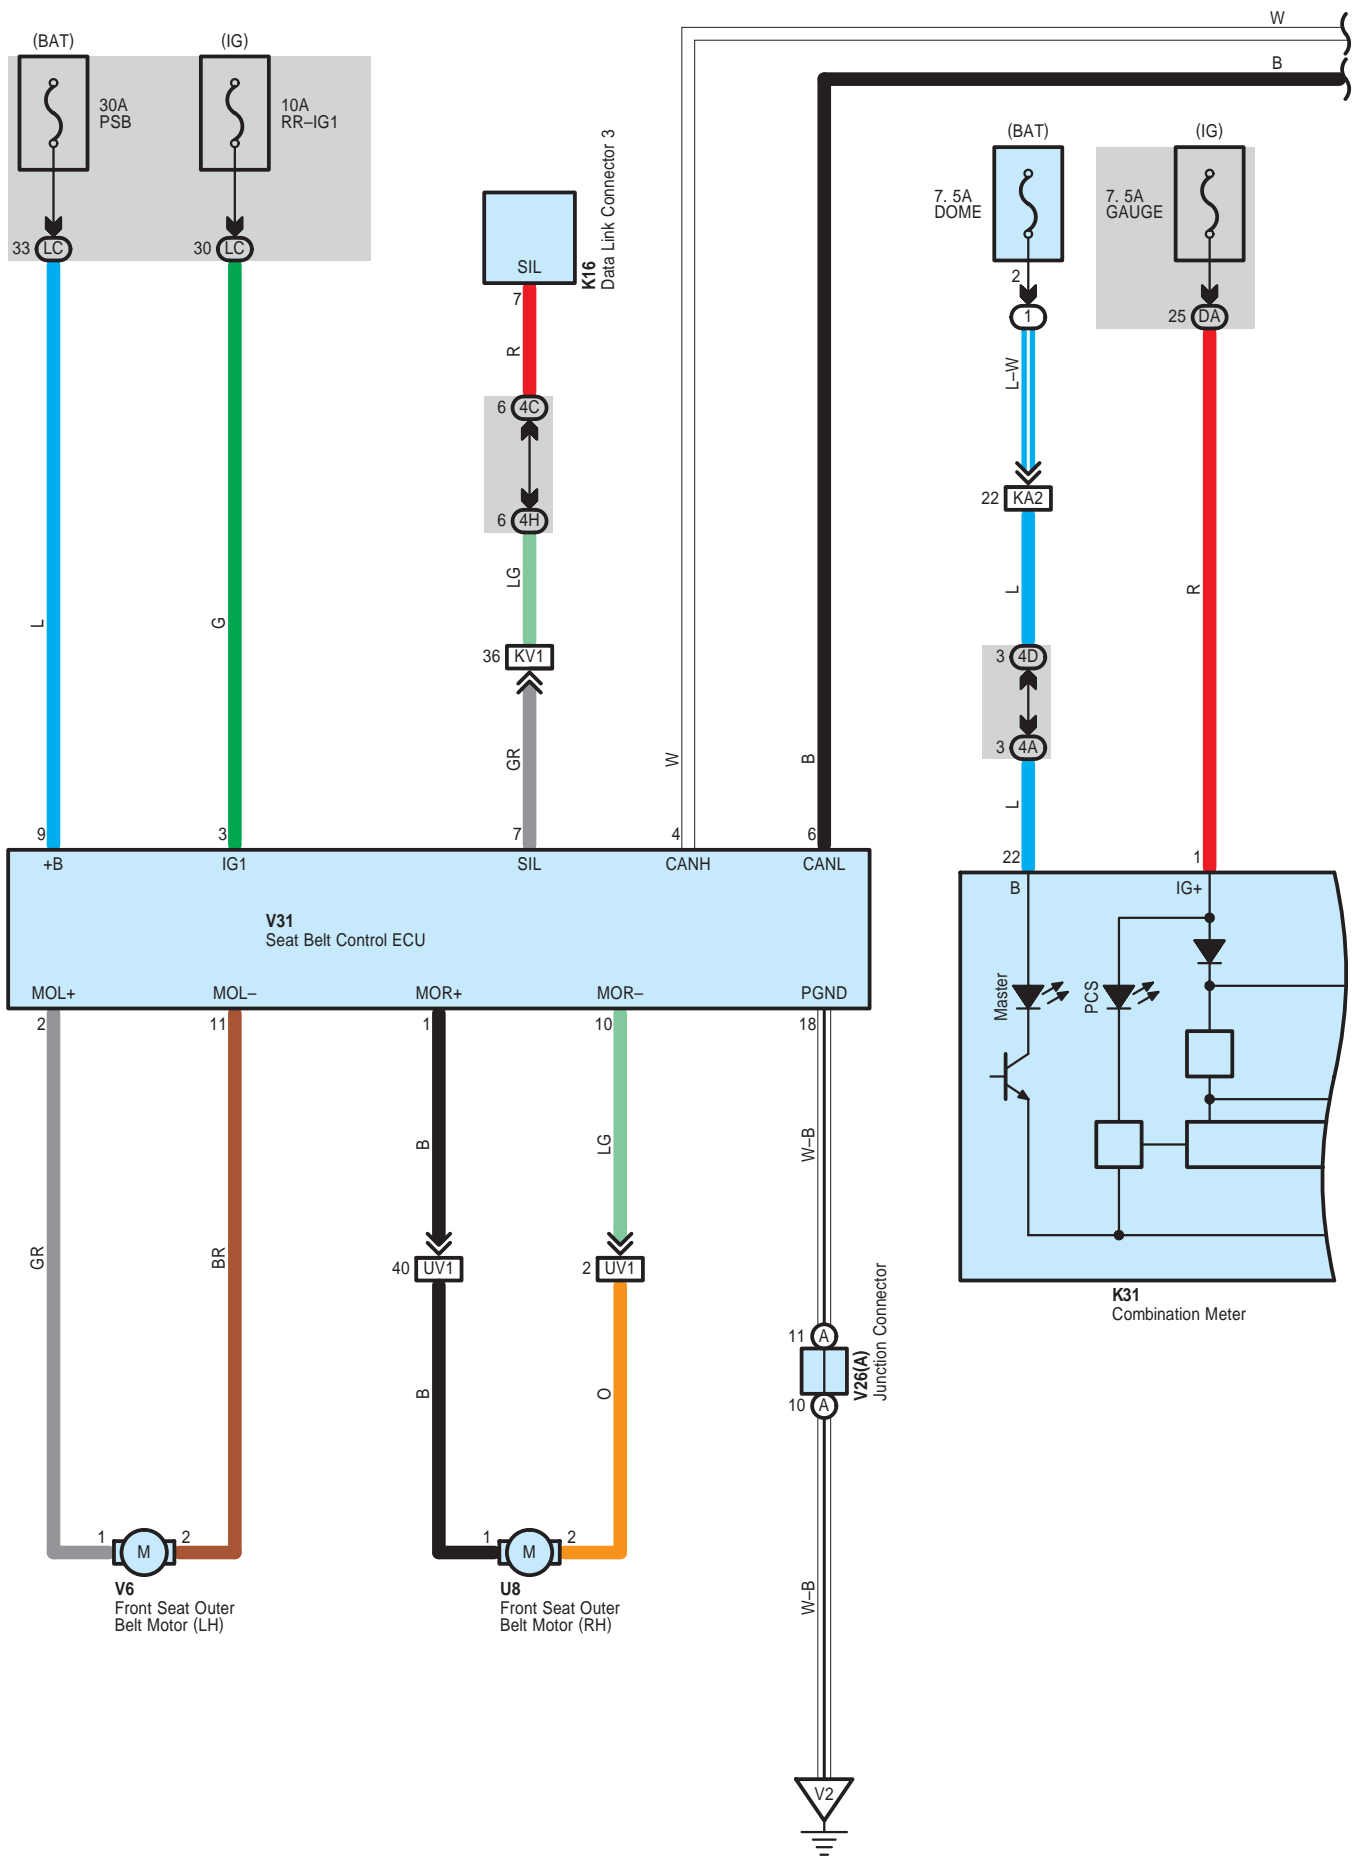 W
B
(BAT)
(IG)
30A
PSB
10A
RR–IG1
33 LC
30 LC
SIL
K16
Data Link Connector 3
7
R
6 4C
6 4H
LG
36 KV1
GR
L
G
W
B
(BAT)
(IG)
7. 5A
DOME
7. 5A
GAUGE
2
1
25 DA
L–W
22 KA2
L
R
3 4D
3 4A
L
9
3
7
4
6
22
1
+B
IG1
SIL
CANH
CANL
B
IG+
V31
Seat Belt Control ECU
MOL+
MOL–
MOR+
MOR–
PGND
Master
PCS
2
11
1
10
18
B
LG
W–B
GR
BR
40 UV1
2 UV1
K31
Combination Meter
11 A
V26(A)
Junction Connector
10 A
B
O
1
M
2
1
M
2
V6
Front Seat Outer
Belt Motor (LH)
U8
Front Seat Outer
Belt Motor (RH)
W–B
V2